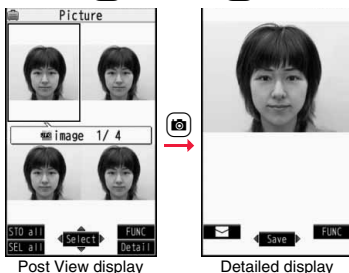 Picture
image 1/ 4
STO all
FUNC
Select
SEL all
Detail
Save
FUNC
Post View display
Detailed display